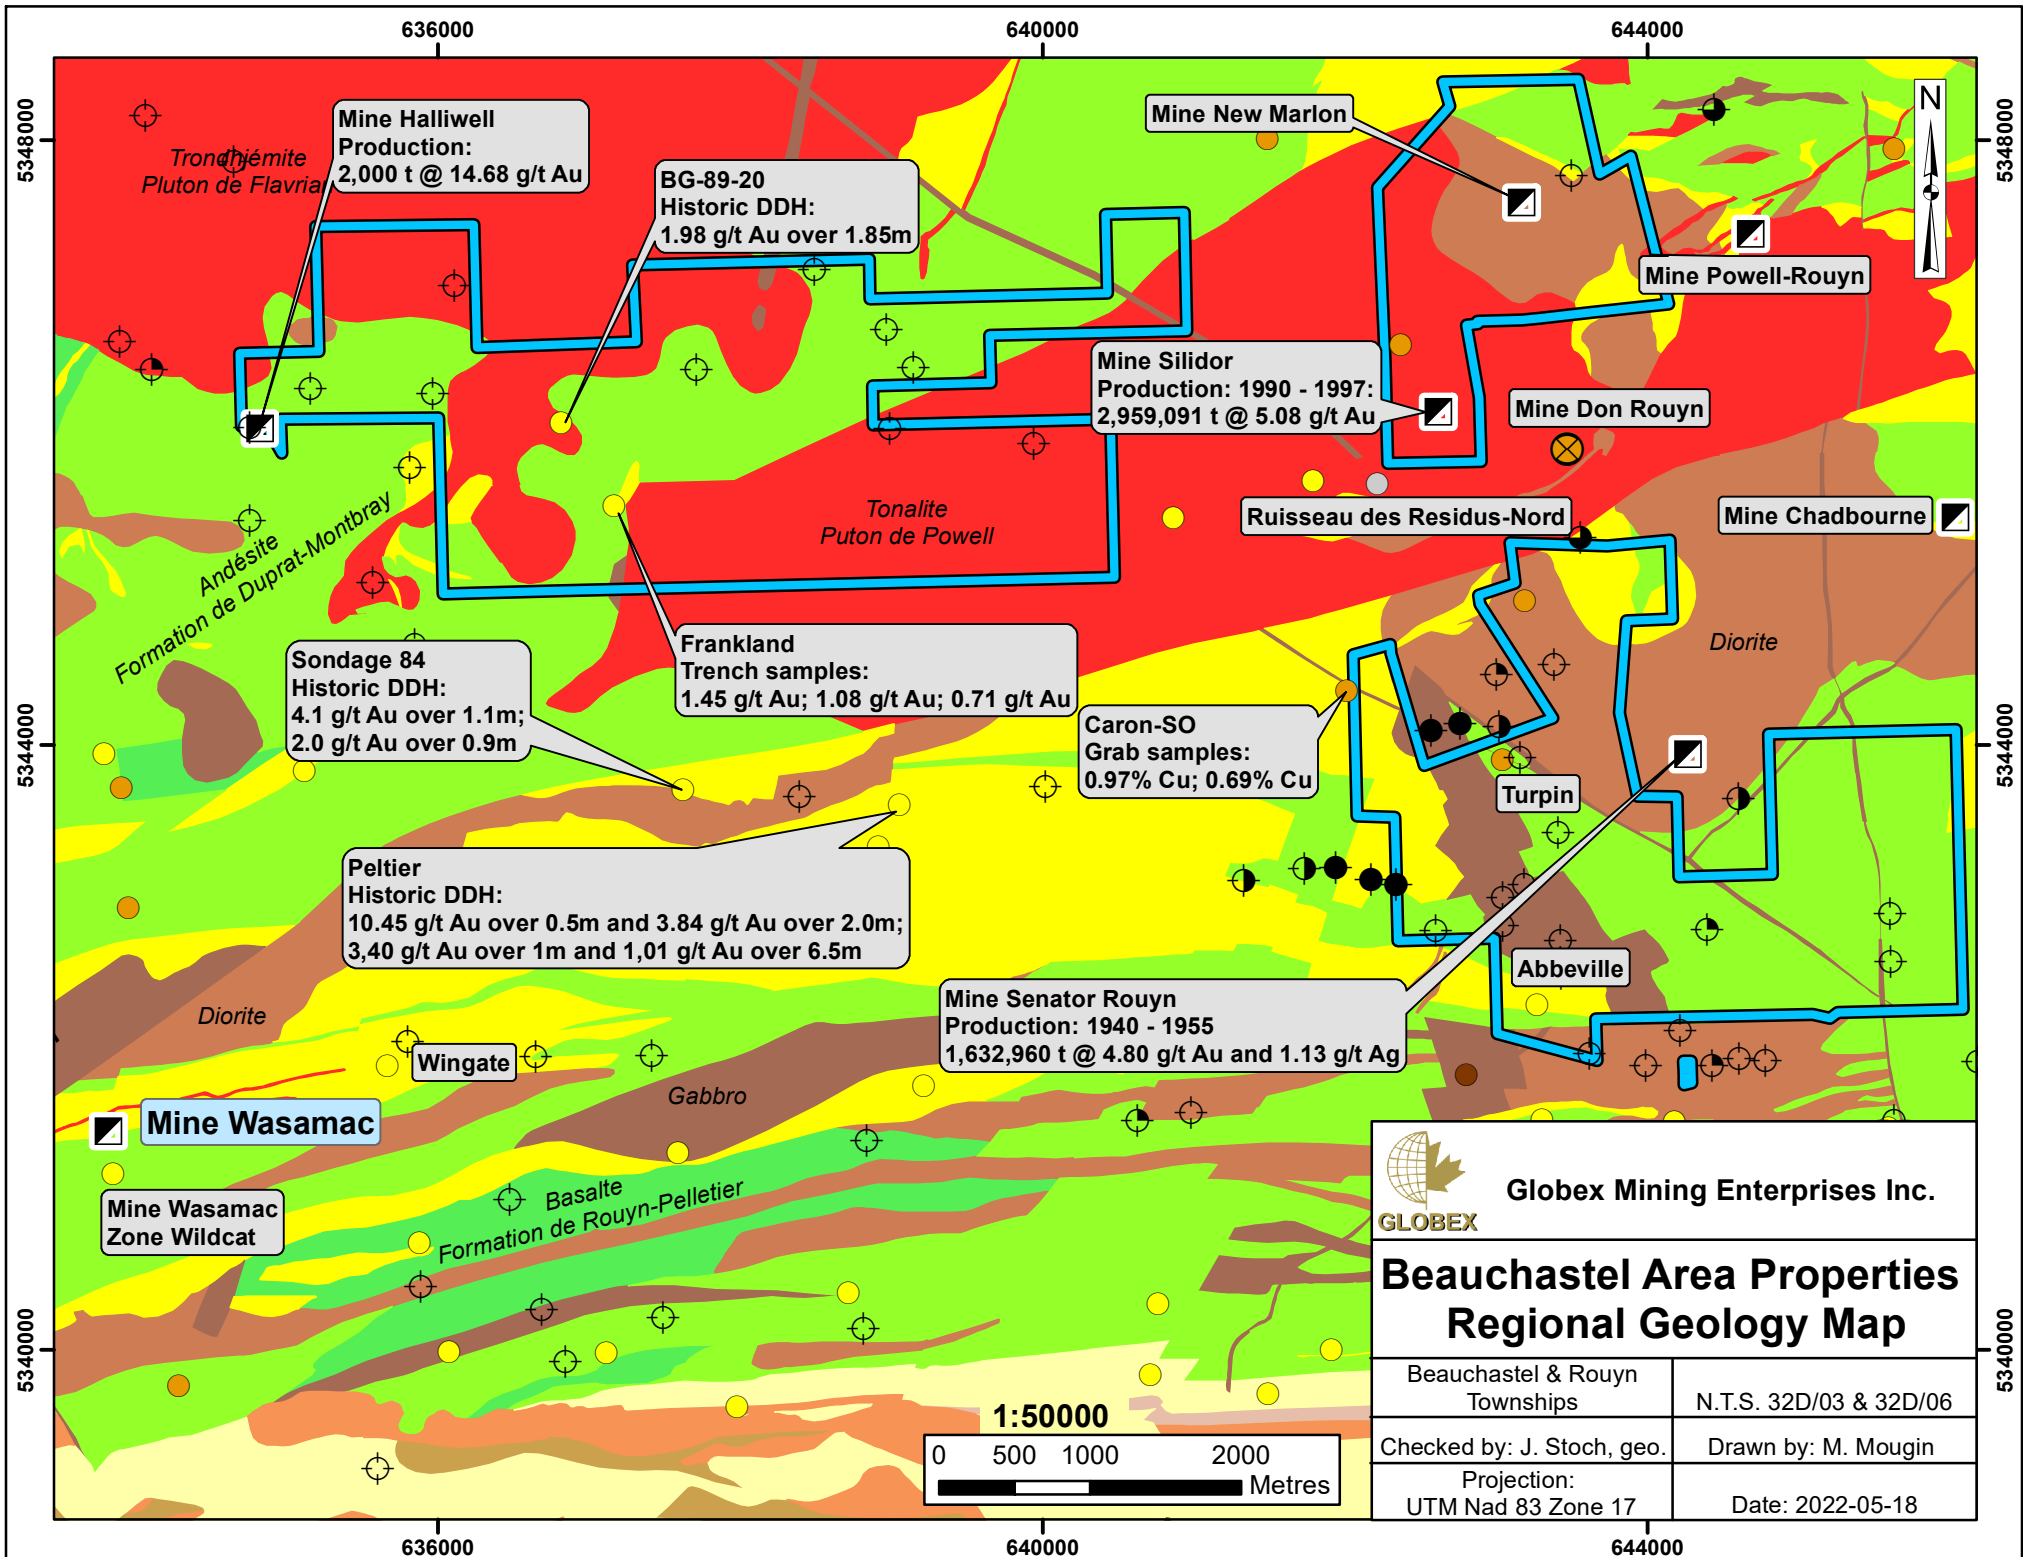 636000
640000
644000
5348000
5348000
5344000
5344000
5340000
5340000
N
Mine Halliwell
Production:
2,000 t @ 14.68 g/t Au
Trondhjémite
Pluton de Flavria
BG-89-20
Historic DDH:
1.98 g/t Au over 1.85m
Mine New Marlon
Mine Powell-Rouyn
Mine Silidor
Production: 1990 - 1997:
2,959,091 t @ 5.08 g/t Au
Mine Don Rouyn
Ruisseau des Residus-Nord
Mine Chadbourne
Tonalite
Puton de Powell
Andésite
Formation de Duprat-Montbray
Diorite
Sondage 84
Historic DDH:
4.1 g/t Au over 1.1m;
2.0 g/t Au over 0.9m
Frankland
Trench samples:
1.45 g/t Au; 1.08 g/t Au; 0.71 g/t Au
Caron-SO
Grab samples:
0.97% Cu; 0.69% Cu
Turpin
Peltier
Historic DDH:
10.45 g/t Au over 0.5m and 3.84 g/t Au over 2.0m;
3,40 g/t Au over 1m and 1,01 g/t Au over 6.5m
Abbeville
Mine Senator Rouyn
Production: 1940 - 1955
1,632,960 t @ 4.80 g/t Au and 1.13 g/t Ag
Diorite
Wingate
Gabbro
Mine Wasamac
Mine Wasamac
Zone Wildcat
Basalte
Formation de Rouyn-Pelletier
1:50000
0 500 1000 2000
Metres
GLOBEX
Globex Mining Enterprises Inc.
Beauchastel Area Properties
Regional Geology Map
Beauchastel & Rouyn
Townships
N.T.S. 32D/03 & 32D/06
Checked by: J. Stoch, geo.
Drawn by: M. Mougin
Projection:
UTM Nad 83 Zone 17
Date: 2022-05-18
636000
640000
644000